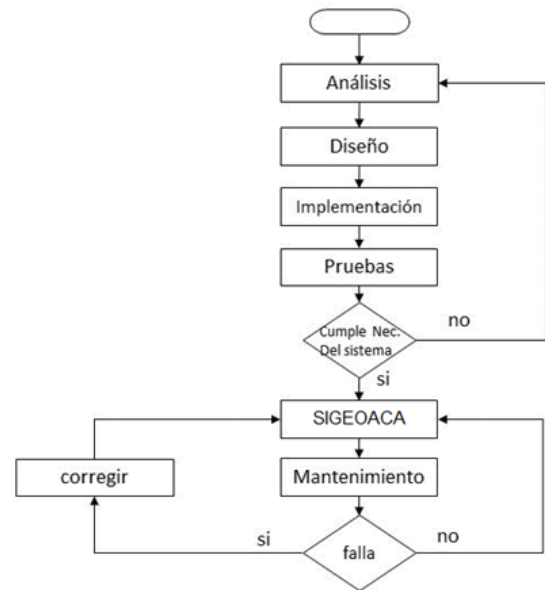 Análisis
Diseño
Implementación
Pruebas
Cumple Nec.
Del sistema
no
si
SIGEOACA
corregir
Mantenimiento
si
falla
no